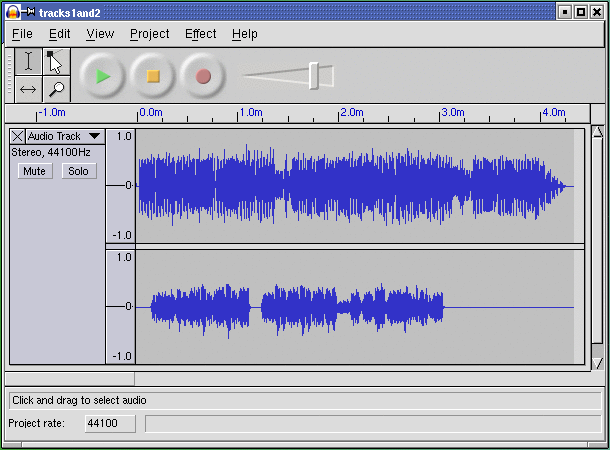 tracks1and2
File Edit View Project Effect Help
-1.0m 0.0m 1.0m 2.0m 3.0m 4.0m
Audio Track
Stereo, 44100Hz
Mute Solo
1.0
0
-1.0
1.0
0
-1.0
Click and drag to select audio
Project rate: 44100